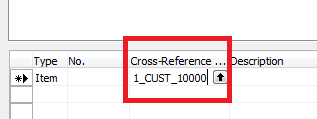 Type No. Cross-Reference ... Description
Item 1_CUST_10000